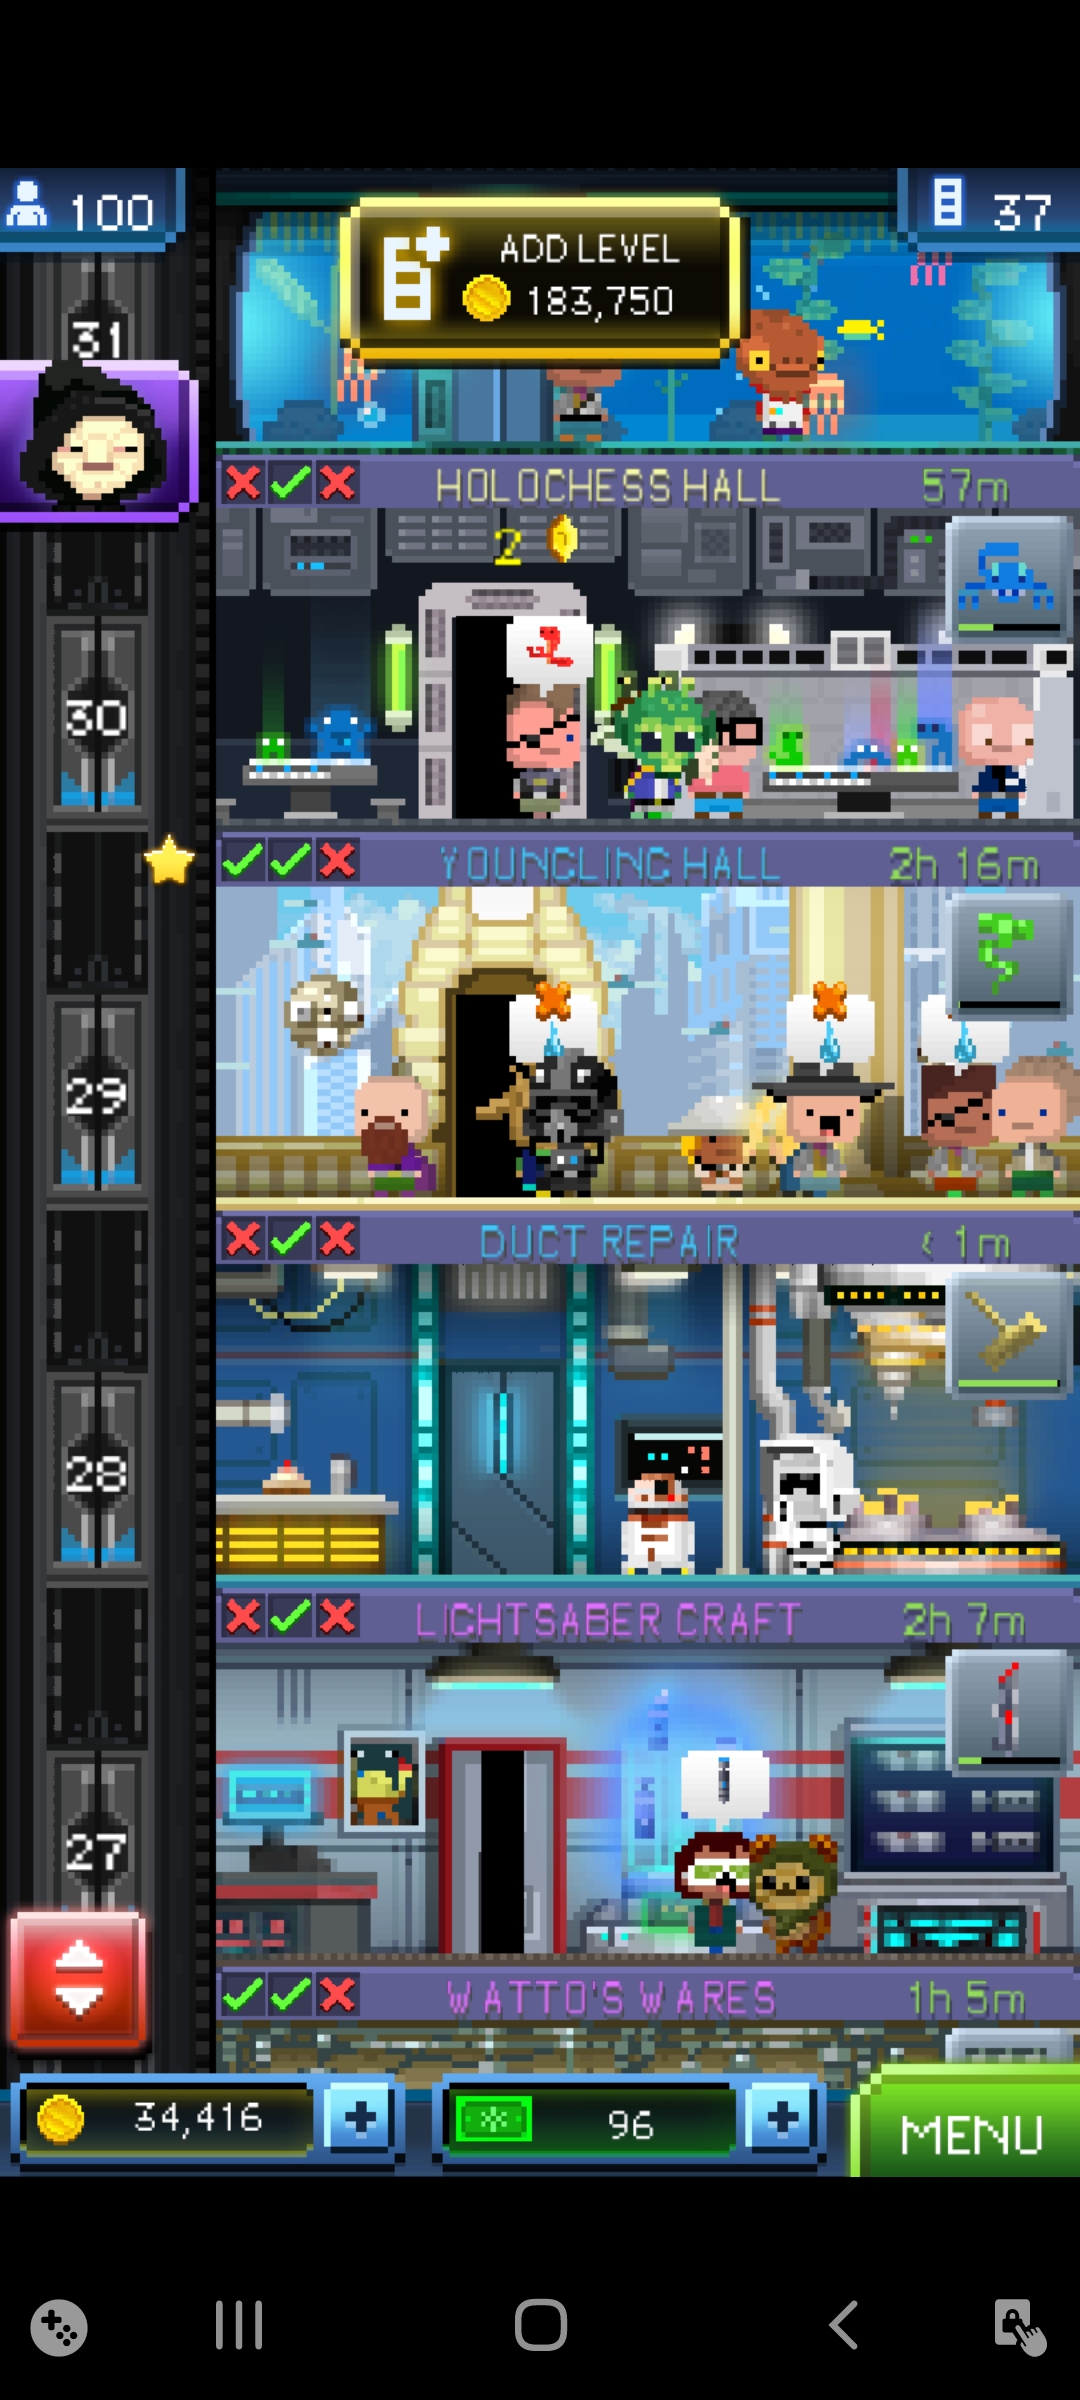 100
ADD LEVEL
183,750
37
31
HOLOCHESS HALL 57m
2
30
YOUNGLING HALL 2h 16m
29
DUCT REPAIR < 1m
28
LIGHTSABER CRAFT 2h 7m
27
WATTO'S WARES 1h 5m
34,416
96
MENU